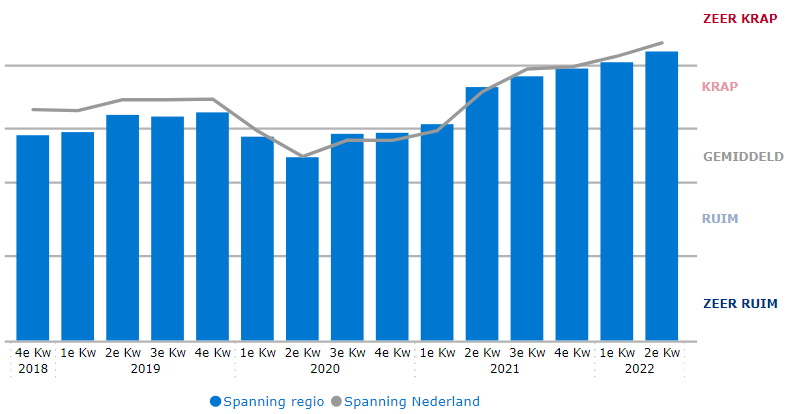 ZEER KRAP
KRAP
GEMIDDELD
RUIM
ZEER RUIM
4e Kw 1e Kw 2e Kw 3e Kw 4e Kw 1e Kw 2e Kw 3e Kw 4e Kw 1e Kw 2e Kw 3e Kw 4e Kw 1e Kw 2e Kw
2018 2019 2020 2021 2022
Spanning regio Spanning Nederland